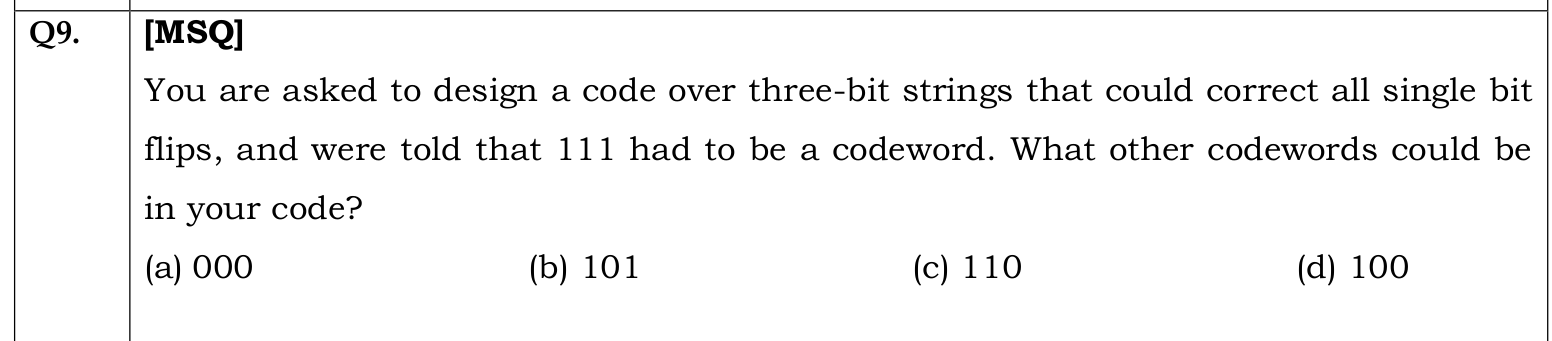 Q9. [MSQ]
You are asked to design a code over three-bit strings that could correct all single bit
flips, and were told that 111 had to be a codeword. What other codewords could be
in your code?
(a) 000 (b) 101 (c) 110 (d) 100